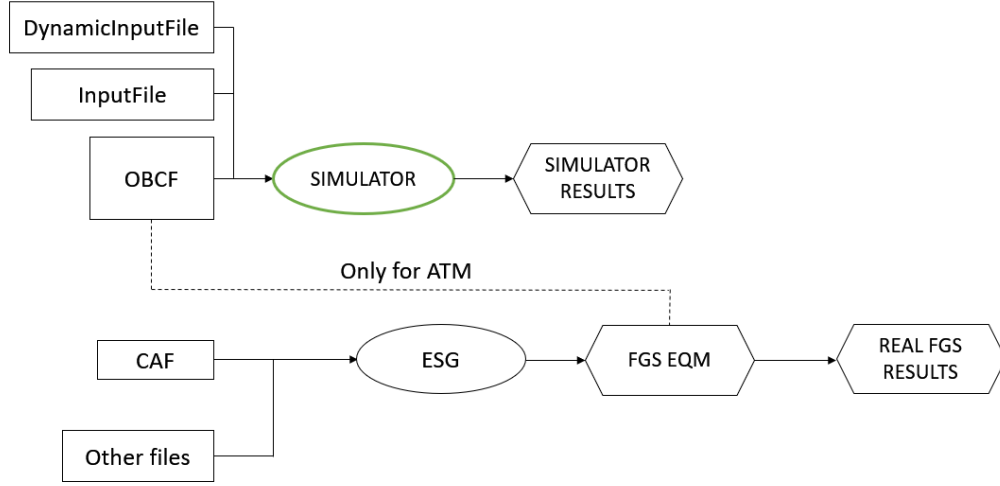 DynamicInputFile
InputFile
OBCF
SIMULATOR
SIMULATOR
RESULTS
Only for ATM
CAF
ESG
FGS EQM
REAL FGS
RESULTS
Other files